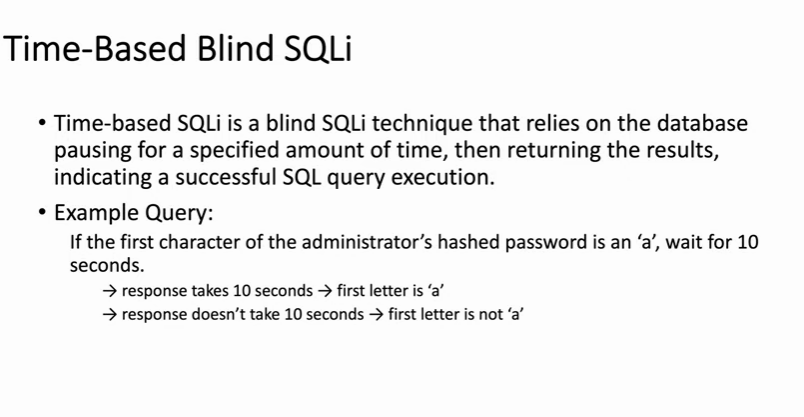 Time-Based Blind SQLi
• Time-based SQLi is a blind SQLi technique that relies on the database
pausing for a specified amount of time, then returning the results,
indicating a successful SQL query execution.
• Example Query:
If the first character of the administrator’s hashed password is an ‘a’, wait for 10
seconds.
→ response takes 10 seconds → first letter is ‘a’
→ response doesn’t take 10 seconds → first letter is not ‘a’